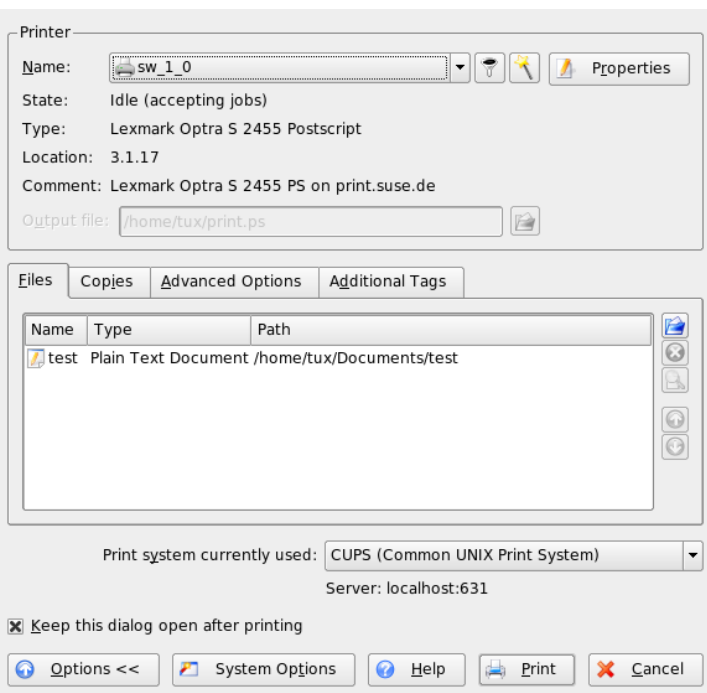 Printer
Name: sw_1_0 Properties
State: Idle (accepting jobs)
Type: Lexmark Optra S 2455 Postscript
Location: 3.1.17
Comment: Lexmark Optra S 2455 PS on print.suse.de
Output file: /home/tux/print.ps
Files Copies Advanced Options Additional Tags
Name Type Path
test Plain Text Document /home/tux/Documents/test
Print system currently used: CUPS (Common UNIX Print System)
Server: localhost:631
Keep this dialog open after printing
Options << System Options Help Print Cancel